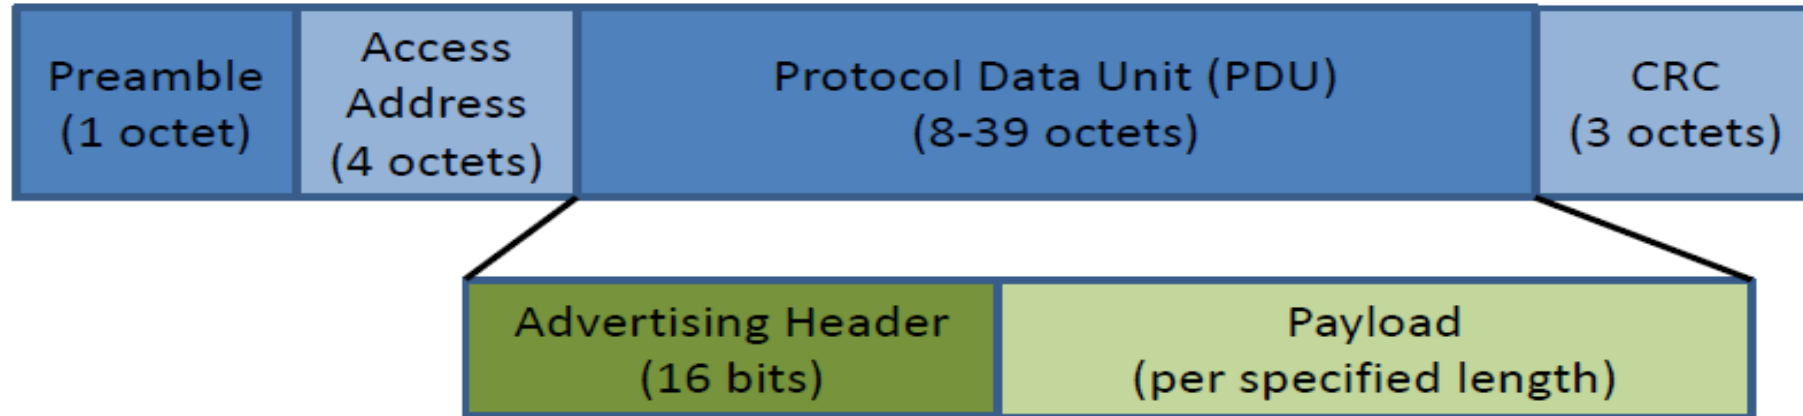 Preamble
(1 octet)
Access
Address
(4 octets)
Protocol Data Unit (PDU)
(8-39 octets)
CRC
(3 octets)
Advertising Header
(16 bits)
Payload
(per specified length)